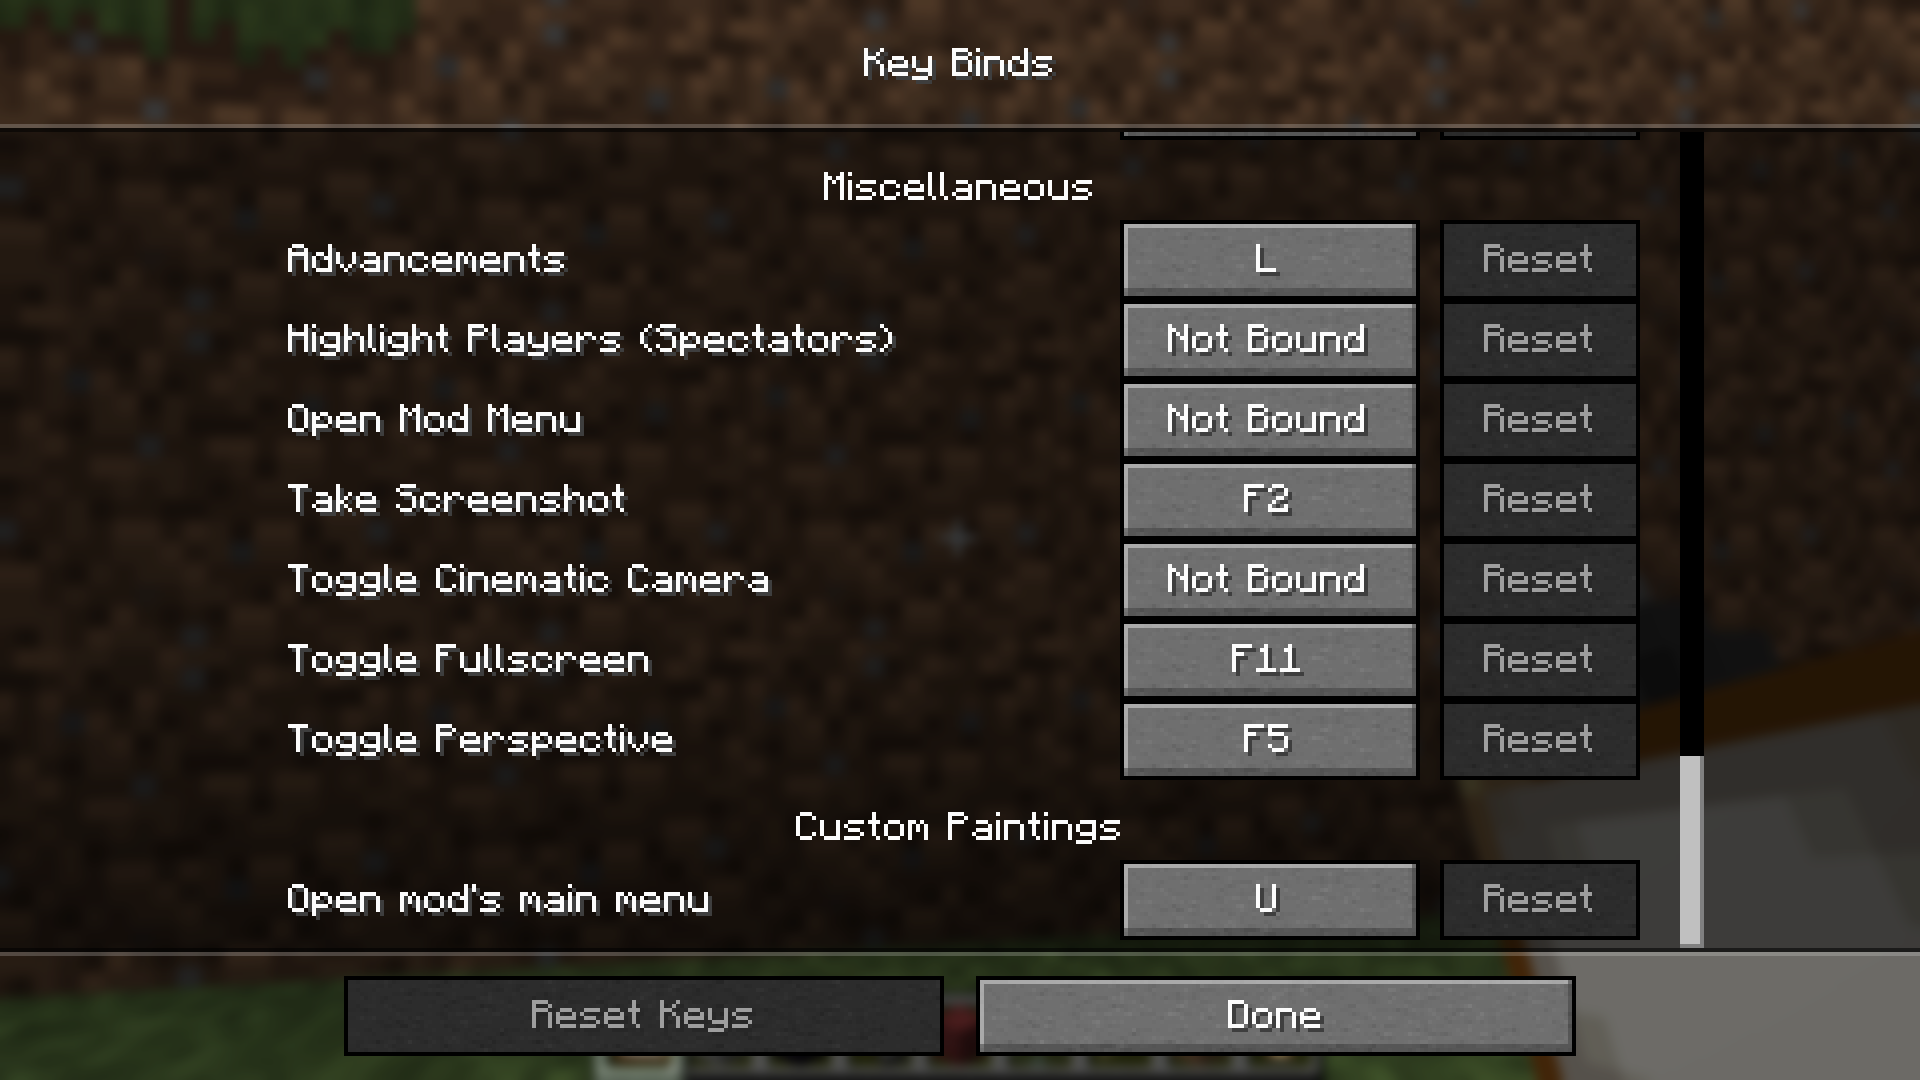 Key Binds
Miscellaneous
Advancements L Reset
Highlight Players (Spectators) Not Bound Reset
Open Mod Menu Not Bound Reset
Take Screenshot F2 Reset
Toggle Cinematic Camera Not Bound Reset
Toggle Fullscreen F11 Reset
Toggle Perspective F5 Reset
Custom Paintings
Open mod's main menu U Reset
Reset Keys Done